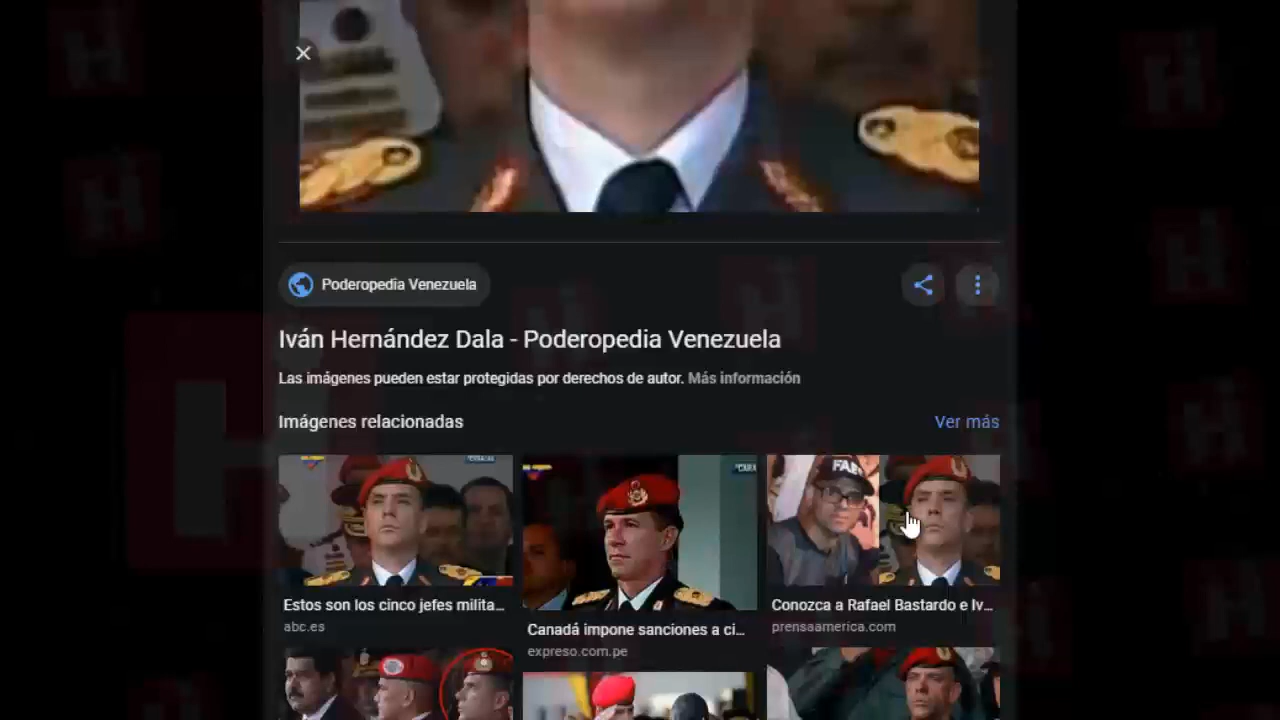 Poderopedia Venezuela
Iván Hernández Dala - Poderopedia Venezuela
Las imágenes pueden estar protegidas por derechos de autor. Más información
Imágenes relacionadas
Ver más
FAE
Estos son los cinco jefes milita...
abc.es
Canadá impone sanciones a ci...
expreso.com.pe
Conozca a Rafael Bastardo e Iv...
prensaamerica.com